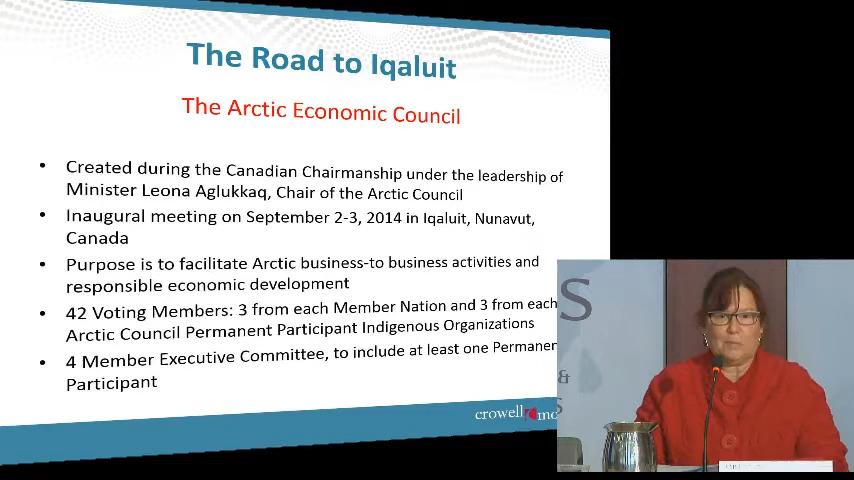 The Road to Iqaluit
The Arctic Economic Council
• Created during the Canadian Chairmanship under the leadership of
Minister Leona Aglukkaq, Chair of the Arctic Council
• Inaugural meeting on September 2-3, 2014 in Iqaluit, Nunavut,
Canada
• Purpose is to facilitate Arctic business-to business activities and
responsible economic development
• 42 Voting Members: 3 from each Member Nation and 3 from each
Arctic Council Permanent Participant Indigenous Organizations
• 4 Member Executive Committee, to include at least one Permanen
Participant
crowell mo
S
&
S